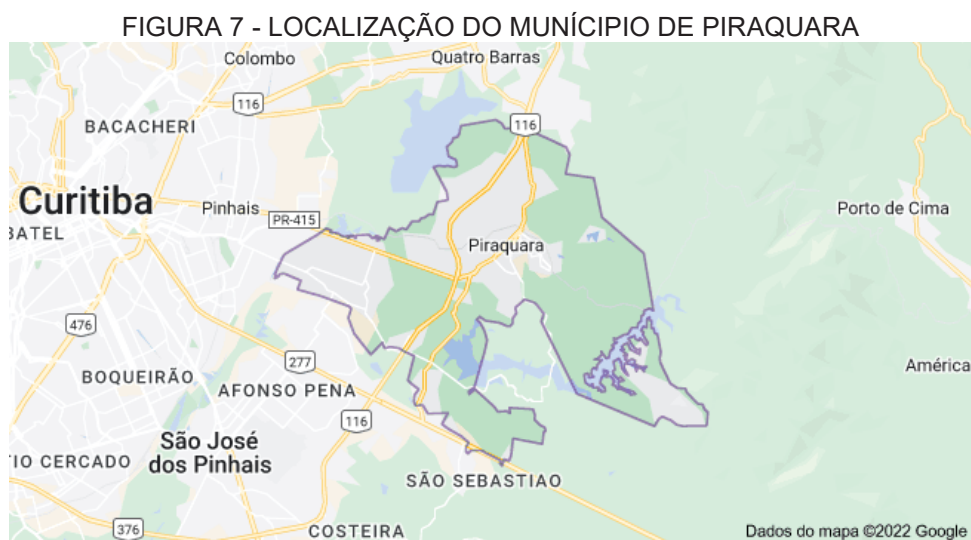 FIGURA 7 - LOCALIZAÇÃO DO MUNÍCIPIO DE PIRAQUARA
Colombo
Quatro Barras
116
116
BACACHERI
Curitiba
Pinhais
PR-415
Porto de Cima
BATEL
Piraquara
476
277
América
BOQUEIRÃO
AFONSO PENA
116
São José
dos Pinhais
TIO CERCADO
SÃO SEBASTIAO
376
COSTEIRA
Dados do mapa ©2022 Google